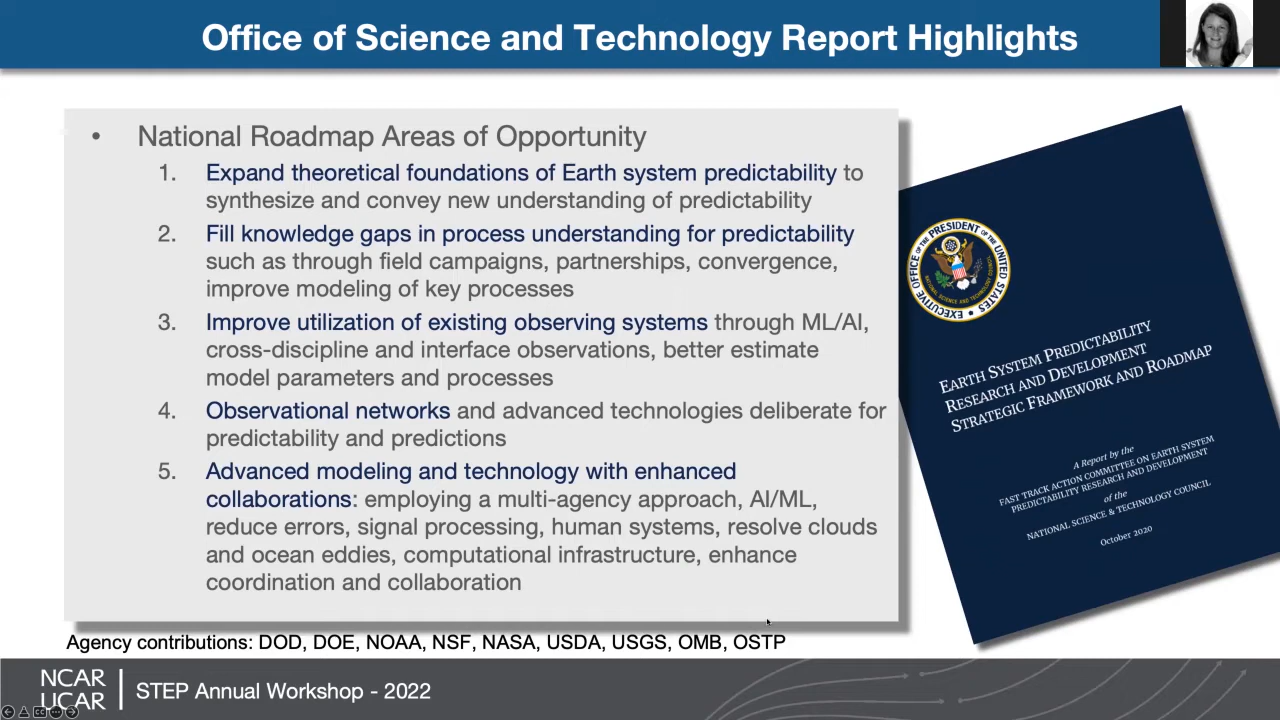 Office of Science and Technology Report Highlights
• National Roadmap Areas of Opportunity
1. Expand theoretical foundations of Earth system predictability to
synthesize and convey new understanding of predictability
2. Fill knowledge gaps in process understanding for predictability
such as through field campaigns, partnerships, convergence,
improve modeling of key processes
3. Improve utilization of existing observing systems through ML/AI,
cross-discipline and interface observations, better estimate
model parameters and processes
4. Observational networks and advanced technologies deliberate for
predictability and predictions
5. Advanced modeling and technology with enhanced
collaborations: employing a multi-agency approach, AI/ML,
reduce errors, signal processing, human systems, resolve clouds
and ocean eddies, computational infrastructure, enhance
coordination and collaboration
EXECUTIVE OFFICE OF THE PRESIDENT OF THE UNITED STATES
NATIONAL SCIENCE AND TECHNOLOGY COUNCIL
EARTH SYSTEM PREDICTABILITY
RESEARCH AND DEVELOPMENT
STRATEGIC FRAMEWORK AND ROADMAP
A Report by the
FAST TRACK ACTION COMMITTEE ON EARTH SYSTEM
PREDICTABILITY RESEARCH AND DEVELOPMENT
of the
NATIONAL SCIENCE & TECHNOLOGY COUNCIL
October 2020
Agency contributions: DOD, DOE, NOAA, NSF, NASA, USDA, USGS, OMB, OSTP
NCAR
UCAR
STEP Annual Workshop - 2022